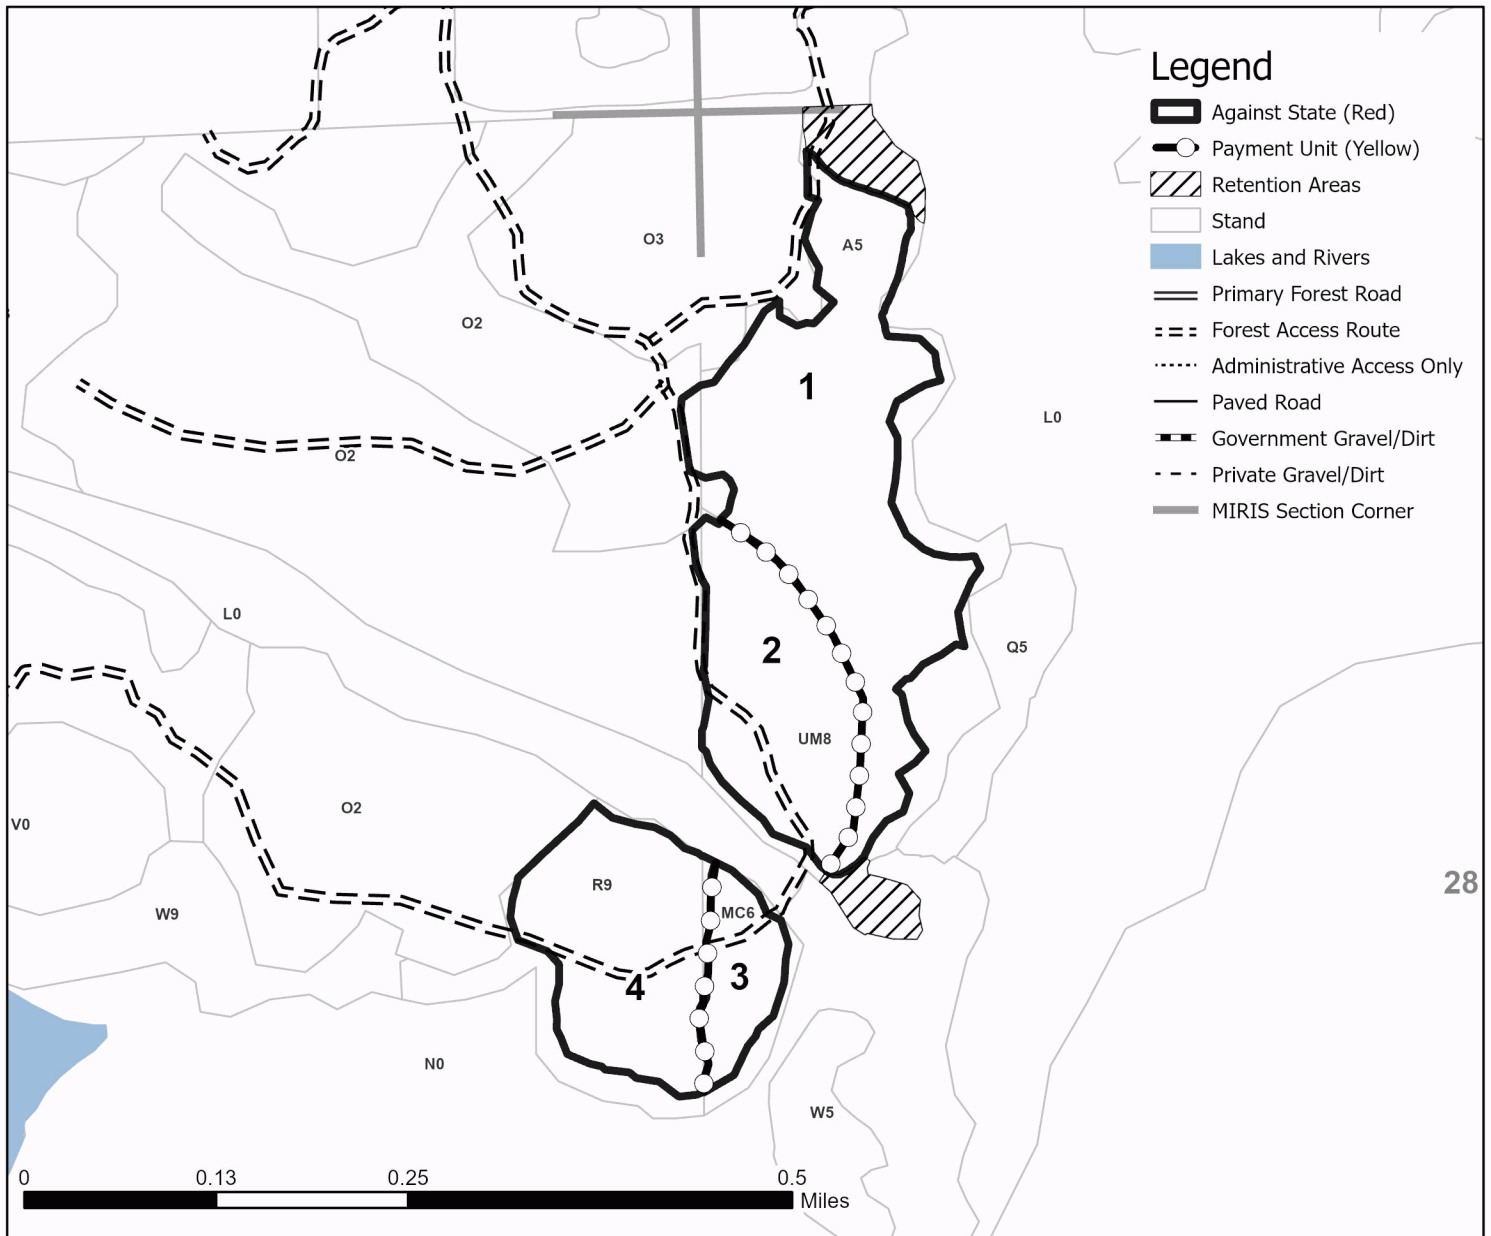 Legend
Against State (Red)
Payment Unit (Yellow)
Retention Areas
Stand
Lakes and Rivers
Primary Forest Road
Forest Access Route
Administrative Access Only
Paved Road
Government Gravel/Dirt
Private Gravel/Dirt
MIRIS Section Corner
O3
A5
O2
1
L0
O2
L0
2
Q5
UM8
O2
V0
R9
28
W9
MC6
3
4
N0
W5
0 0.13 0.25 0.5
Miles